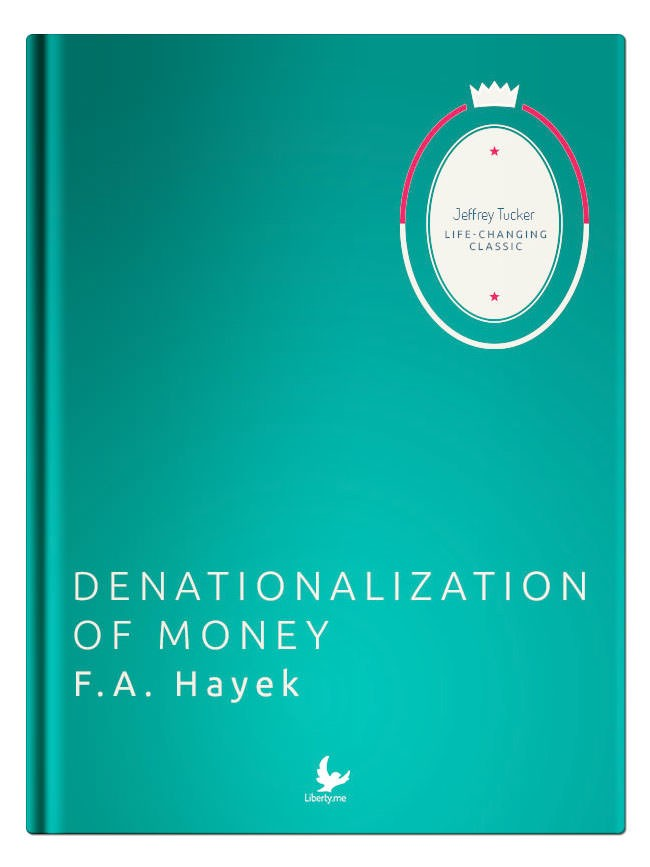 Jeffrey Tucker
LIFE-CHANGING
CLASSIC
DENATIONALIZATION
OF MONEY
F.A. Hayek
Liberty.me